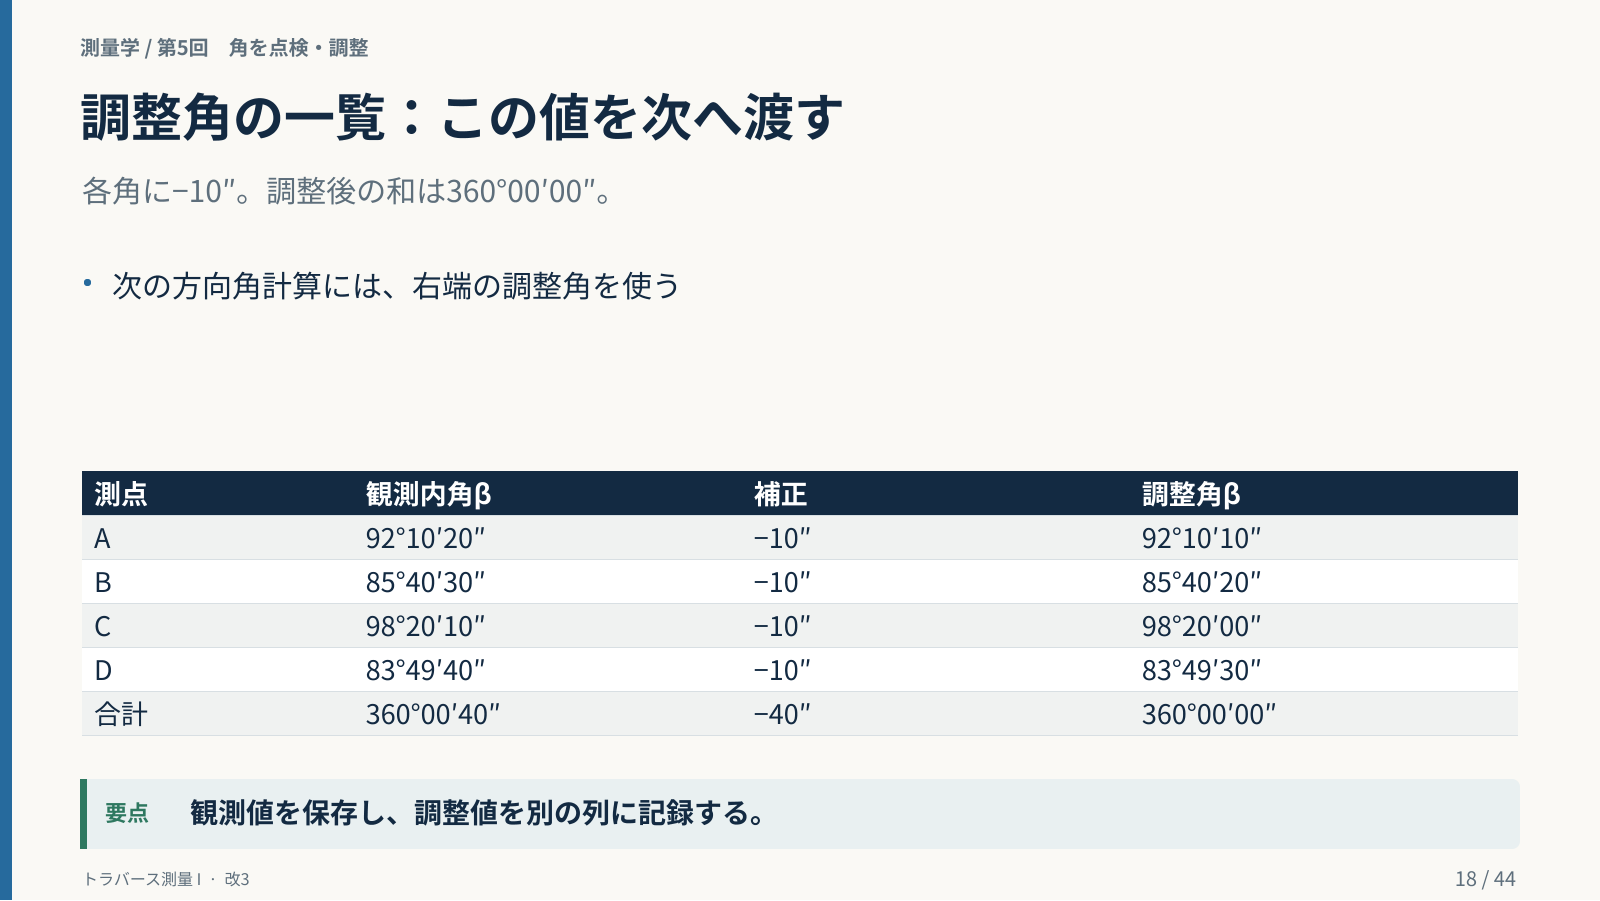 測量学 / 第5回　角を点検・調整
調整角の一覧：この値を次へ渡す
各角に−10″。調整後の和は360°00′00″。
• 次の方向角計算には、右端の調整角を使う
測点 観測内角β 補正 調整角β
A 92°10′20″ −10″ 92°10′10″
B 85°40′30″ −10″ 85°40′20″
C 98°20′10″ −10″ 98°20′00″
D 83°49′40″ −10″ 83°49′30″
合計 360°00′40″ −40″ 360°00′00″
要点 観測値を保存し、調整値を別の列に記録する。
トラバース測量 I · 改3
18 / 44